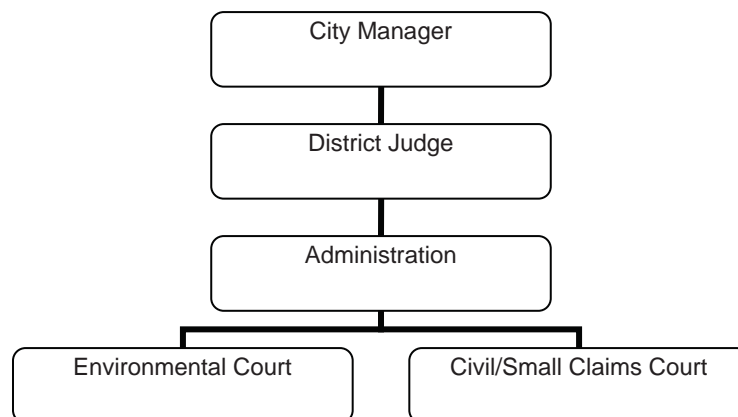 City Manager
District Judge
Administration
Environmental Court
Civil/Small Claims Court